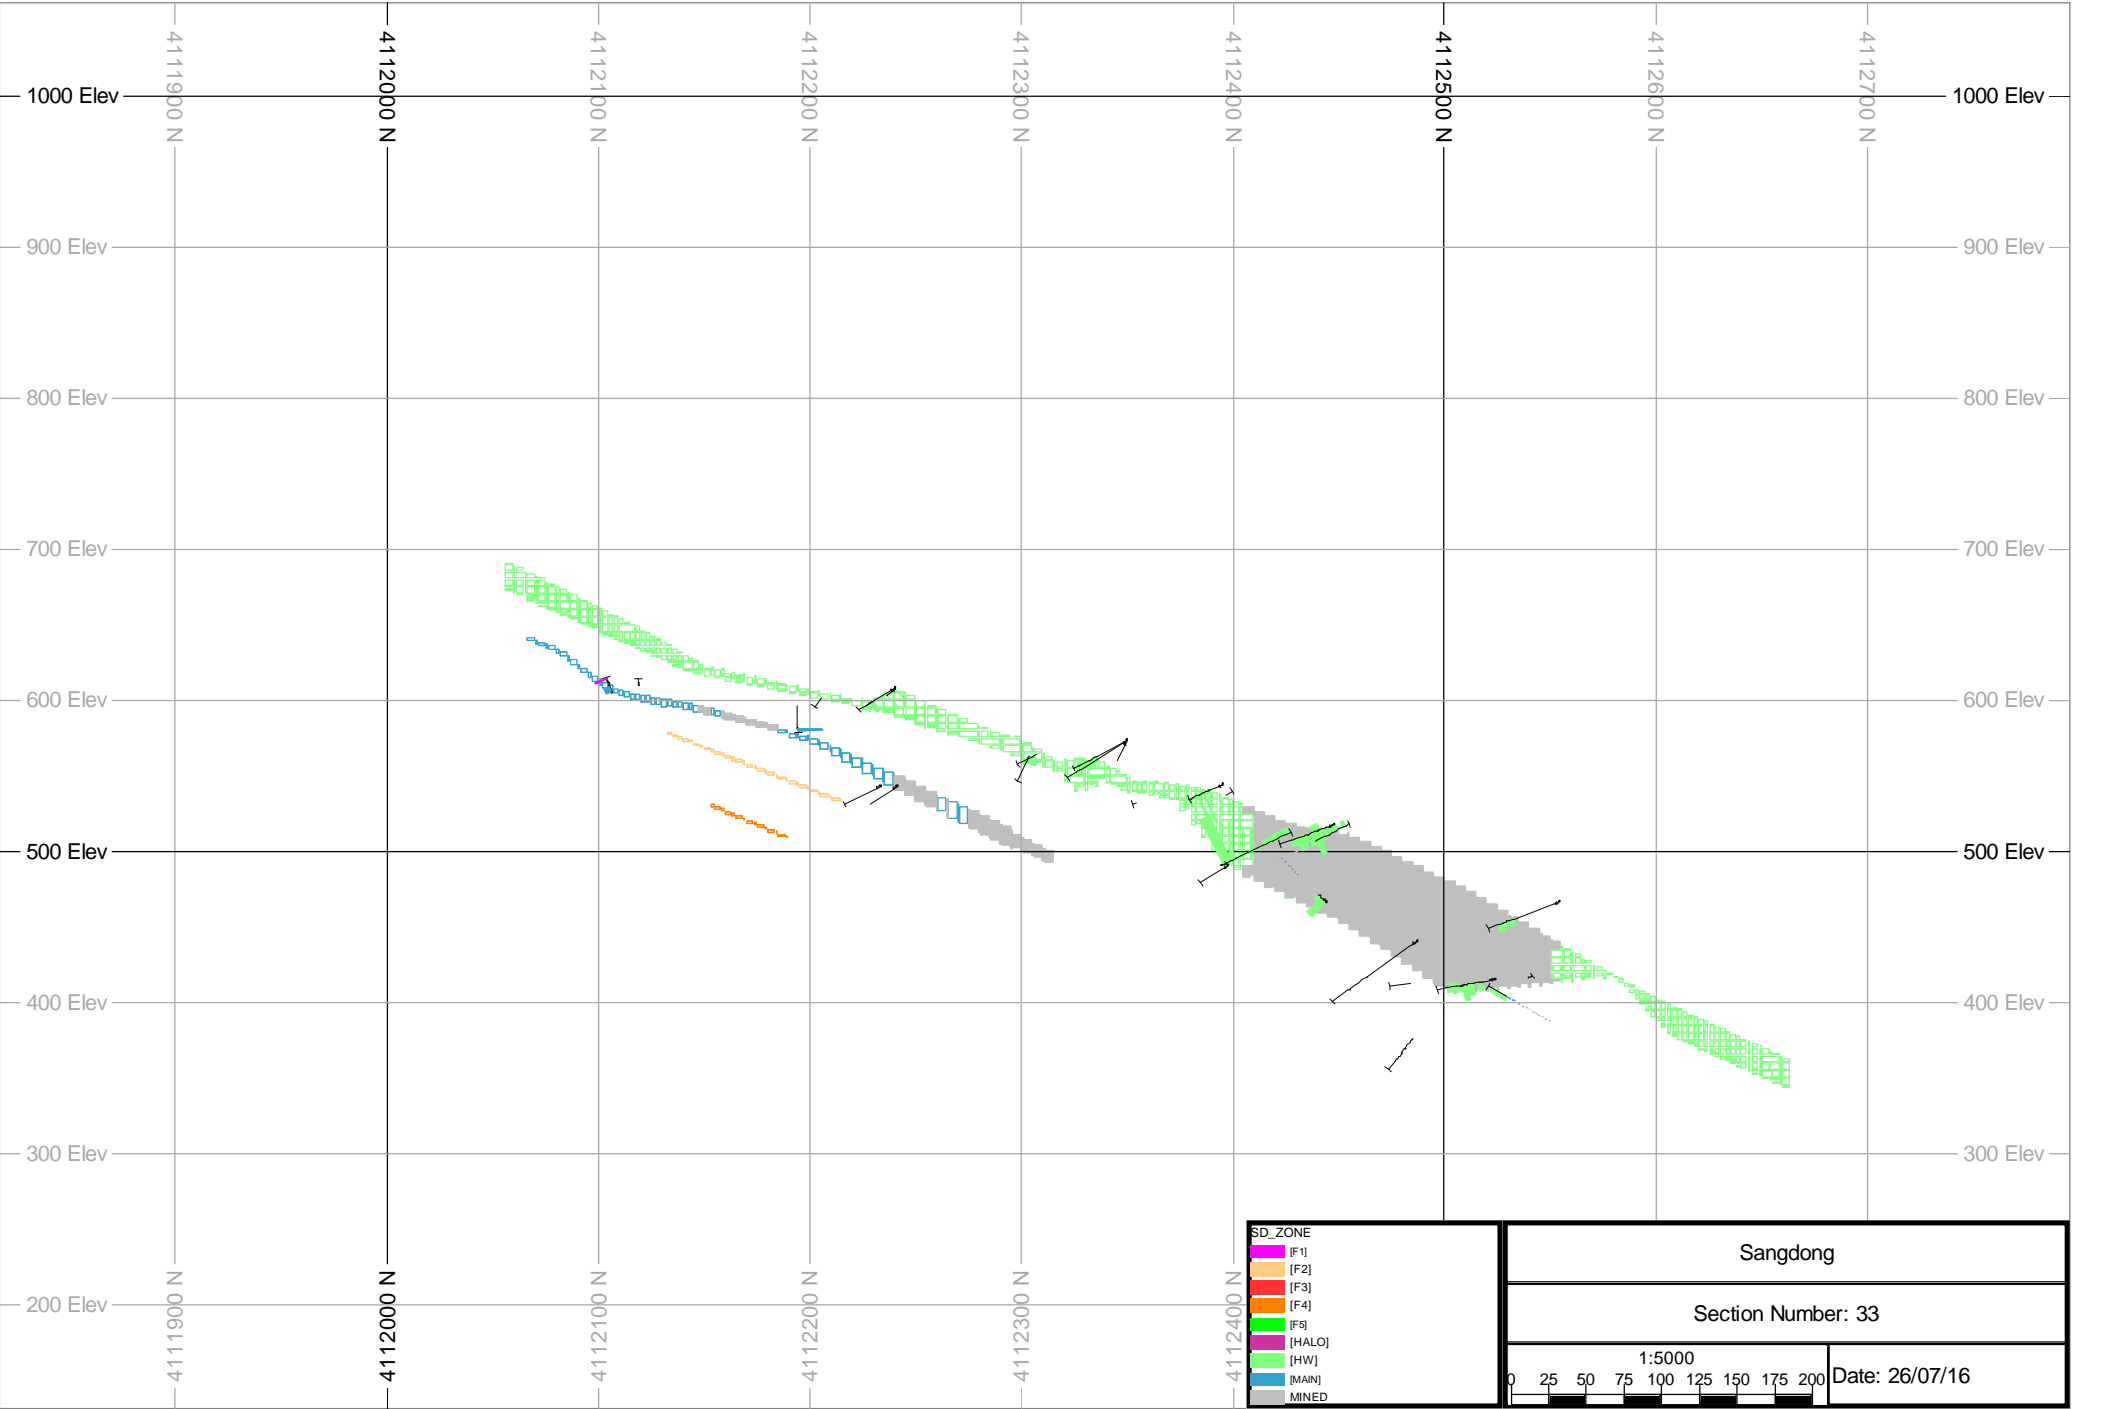 4111900 N
4112000 N
4112100 N
4112200 N
4112300 N
4112400 N
4112500 N
4112600 N
4112700 N
1000 Elev
1000 Elev
900 Elev
900 Elev
800 Elev
800 Elev
700 Elev
700 Elev
600 Elev
600 Elev
500 Elev
500 Elev
400 Elev
400 Elev
300 Elev
300 Elev
200 Elev
4111900 N
4112000 N
4112100 N
4112200 N
4112300 N
4112400 N
SD_ZONE
[F1]
[F2]
[F3]
[F4]
[F5]
[HALO]
[HW]
[MAIN]
MINED
Sangdong
Section Number: 33
1:5000
0 25 50 75 100 125 150 175 200
Date: 26/07/16